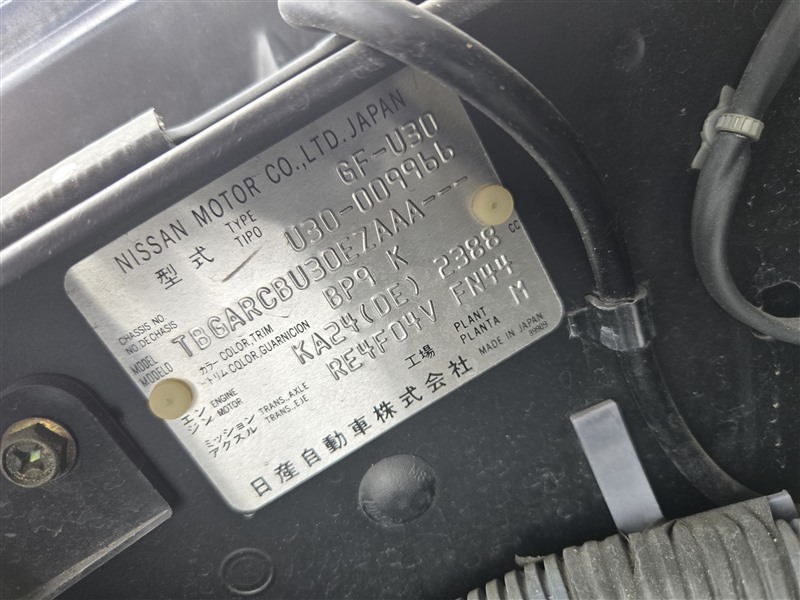 NISSAN MOTOR CO.,LTD.JAPAN
型式 TYPE TIPO GF-U30
CHASSIS NO. NO.DE CHASIS U30-009966
MODEL MODELO TBGARCBU30EZAAA---
カラー COLOR,TRIM トリム COLOR,GUARNICION BP9 K
エンジン ENGINE MOTOR KA24(DE) 2388 CC
ミッション TRANS., AXLE アクスル TRANS., EJE RE4F04V FN44
工場 PLANT PLANTA M
日産自動車株式会社 MADE IN JAPAN
99909